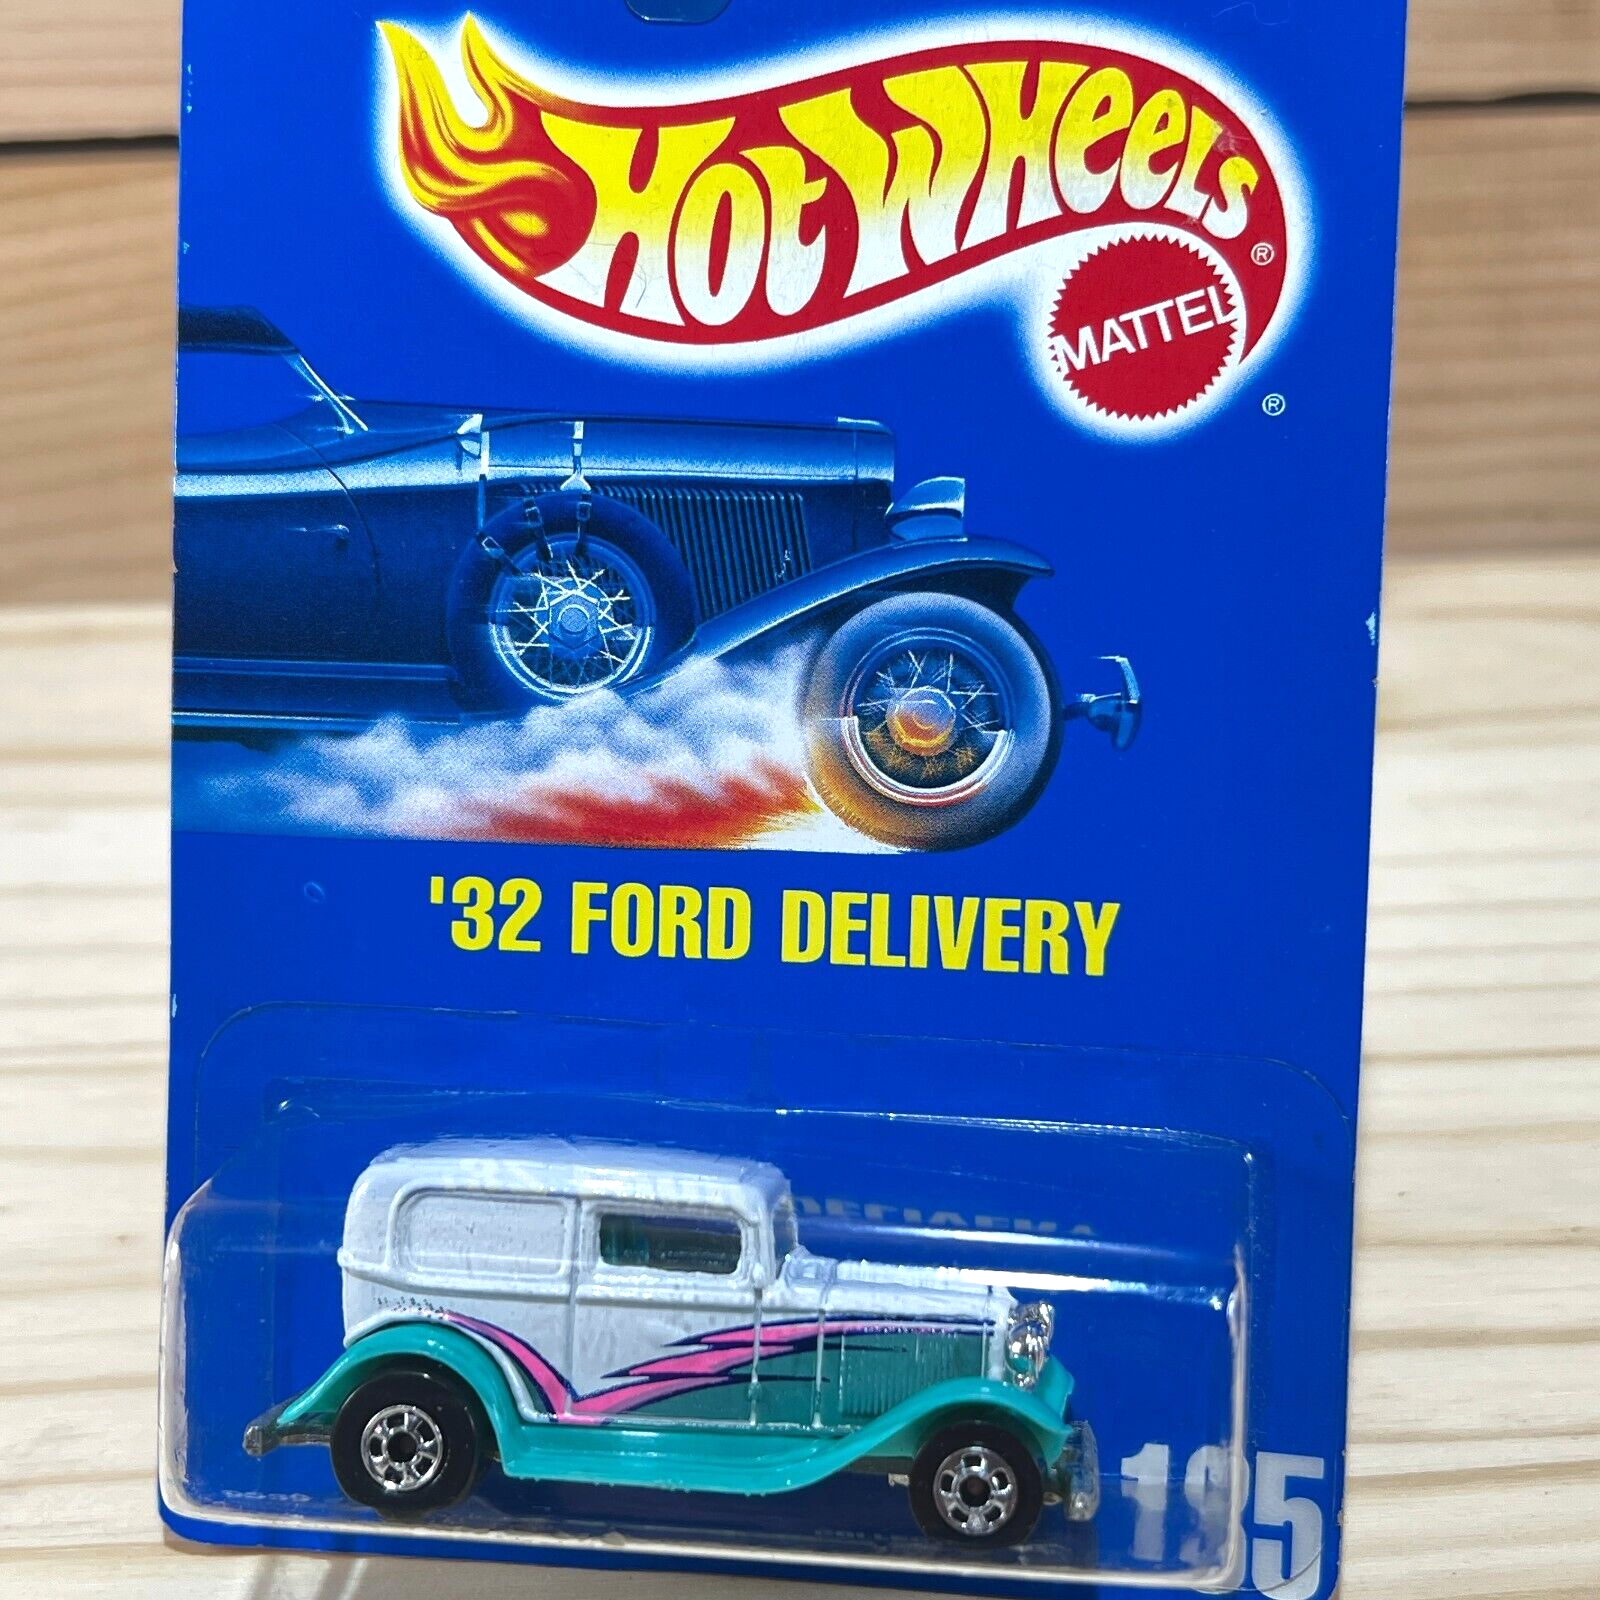 HOT WHEELS ®
MATTEL
®
'32 FORD DELIVERY